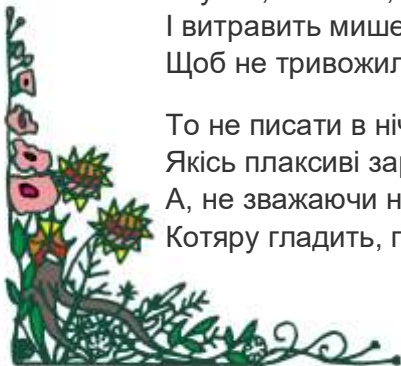 І витравить мише
Щоб не тривожил
То не писати в ніч
Якісь плаксиві зар
А, не зважаючи н
Котяру гладить, г